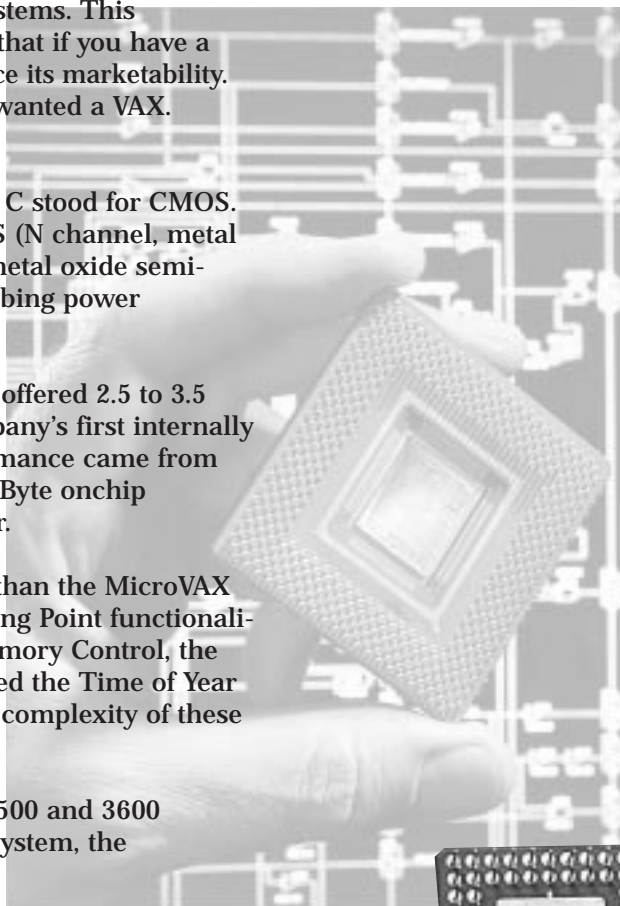 stems. This
that if you have a
ce its marketability.
wanted a VAX.
C stood for CMOS.
S (N channel, metal
metal oxide semi-
bing power
offered 2.5 to 3.5
pany's first internally
mance came from
Byte onchip
r.
than the MicroVAX
ng Point functionali-
mory Control, the
ed the Time of Year
complexity of these
500 and 3600
ystem, the